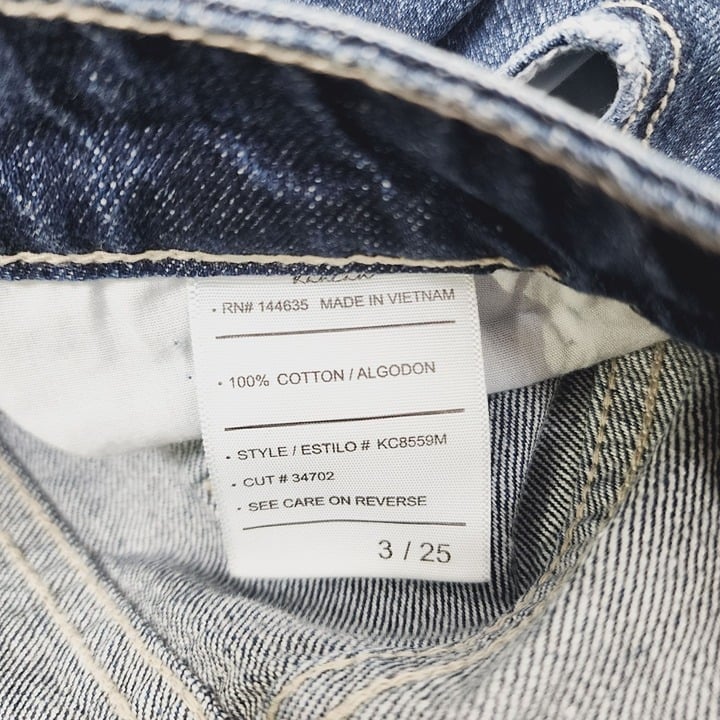 • RN# 144635 MADE IN VIETNAM
• 100% COTTON / ALGODON
• STYLE / ESTILO # KC8559M
• CUT # 34702
• SEE CARE ON REVERSE
3 / 25